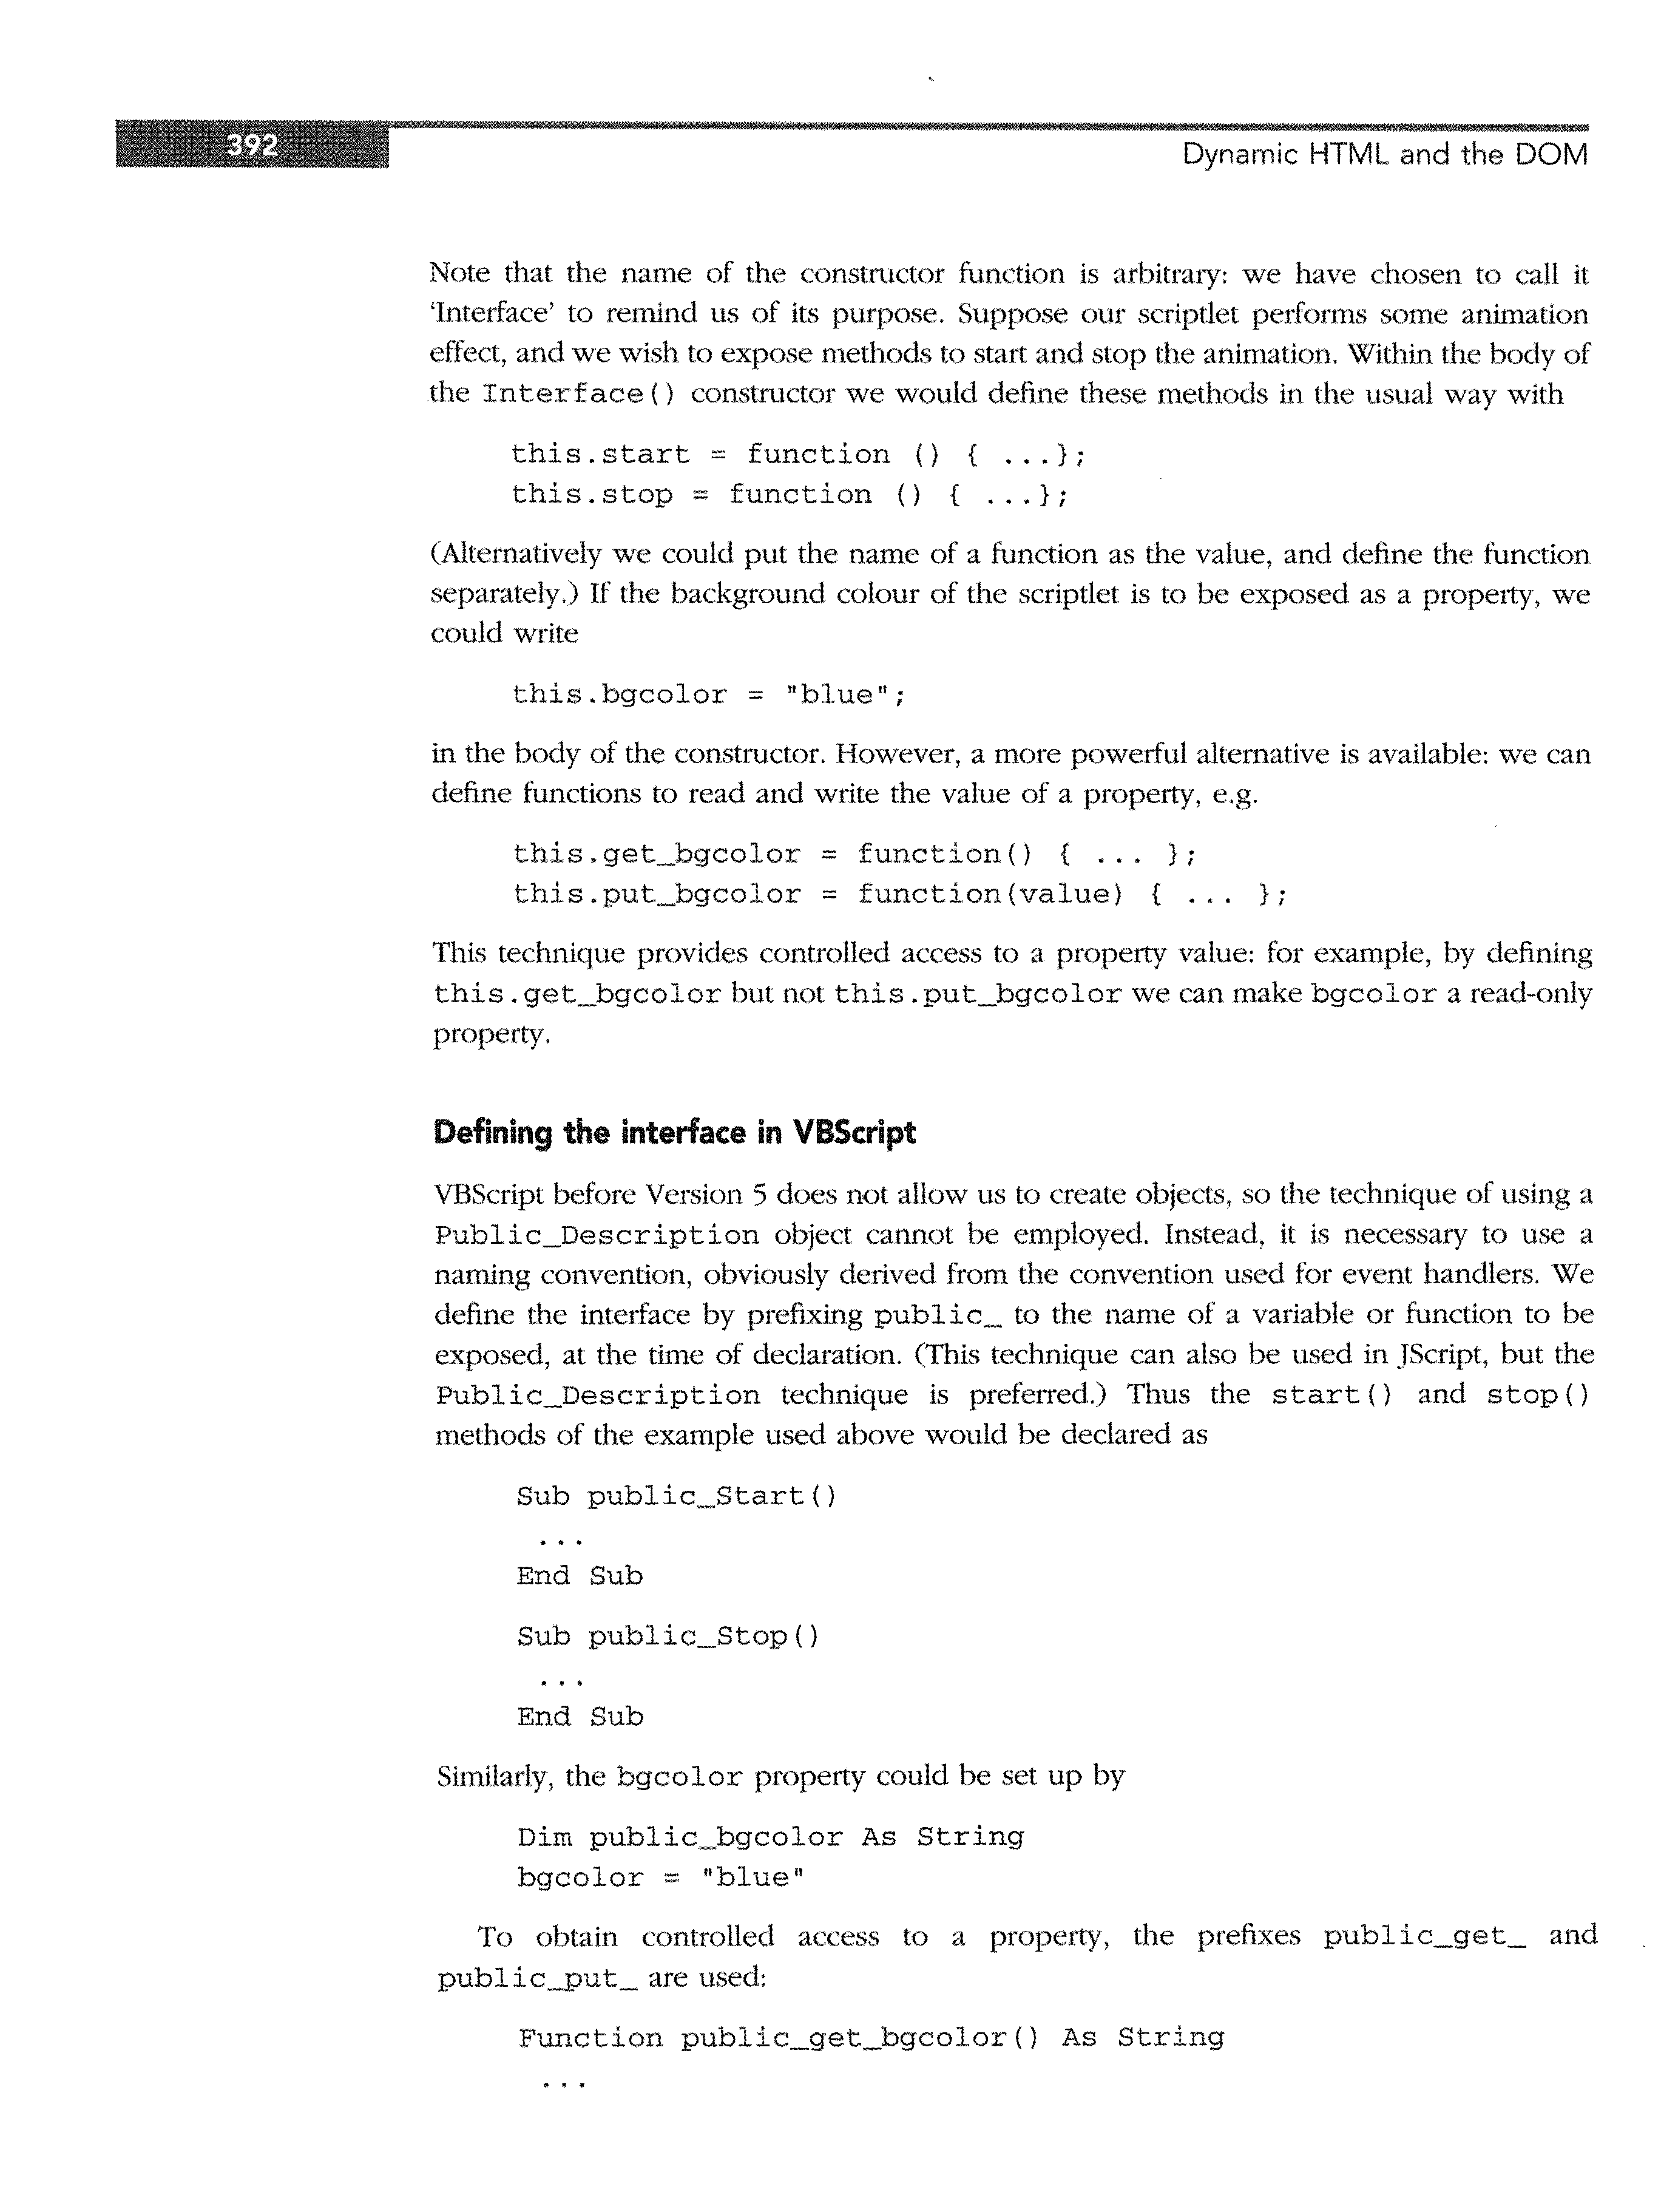 392
Dynamic HTML and the DOM
Note that the name of the constructor function is arbitrary: we have chosen to call it
‘Interface’ to remind us of its purpose. Suppose our scriptlet performs some animation
effect, and we wish to expose methods to start and stop the animation. Within the body of
the Interface() constructor we would define these methods in the usual way with
this.start = function () { ...};
this.stop = function () { ...};
(Alternatively we could put the name of a function as the value, and define the function
separately.) If the background colour of the scriptlet is to be exposed as a property, we
could write
this.bgcolor = "blue";
in the body of the constructor. However, a more powerful alternative is available: we can
define functions to read and write the value of a property, e.g.
this.get_bgcolor = function() { ... };
this.put_bgcolor = function(value) { ... };
This technique provides controlled access to a property value: for example, by defining
this.get_bgcolor but not this.put_bgcolor we can make bgcolor a read-only
property.
Defining the interface in VBScript
VBScript before Version 5 does not allow us to create objects, so the technique of using a
Public_Description object cannot be employed. Instead, it is necessary to use a
naming convention, obviously derived from the convention used for event handlers. We
define the interface by prefixing public_ to the name of a variable or function to be
exposed, at the time of declaration. (This technique can also be used in JScript, but the
Public_Description technique is preferred.) Thus the start() and stop()
methods of the example used above would be declared as
Sub public_Start()
...
End Sub
Sub public_Stop()
...
End Sub
Similarly, the bgcolor property could be set up by
Dim public_bgcolor As String
bgcolor = "blue"
To obtain controlled access to a property, the prefixes public_get_ and
public_put_ are used:
Function public_get_bgcolor() As String
...